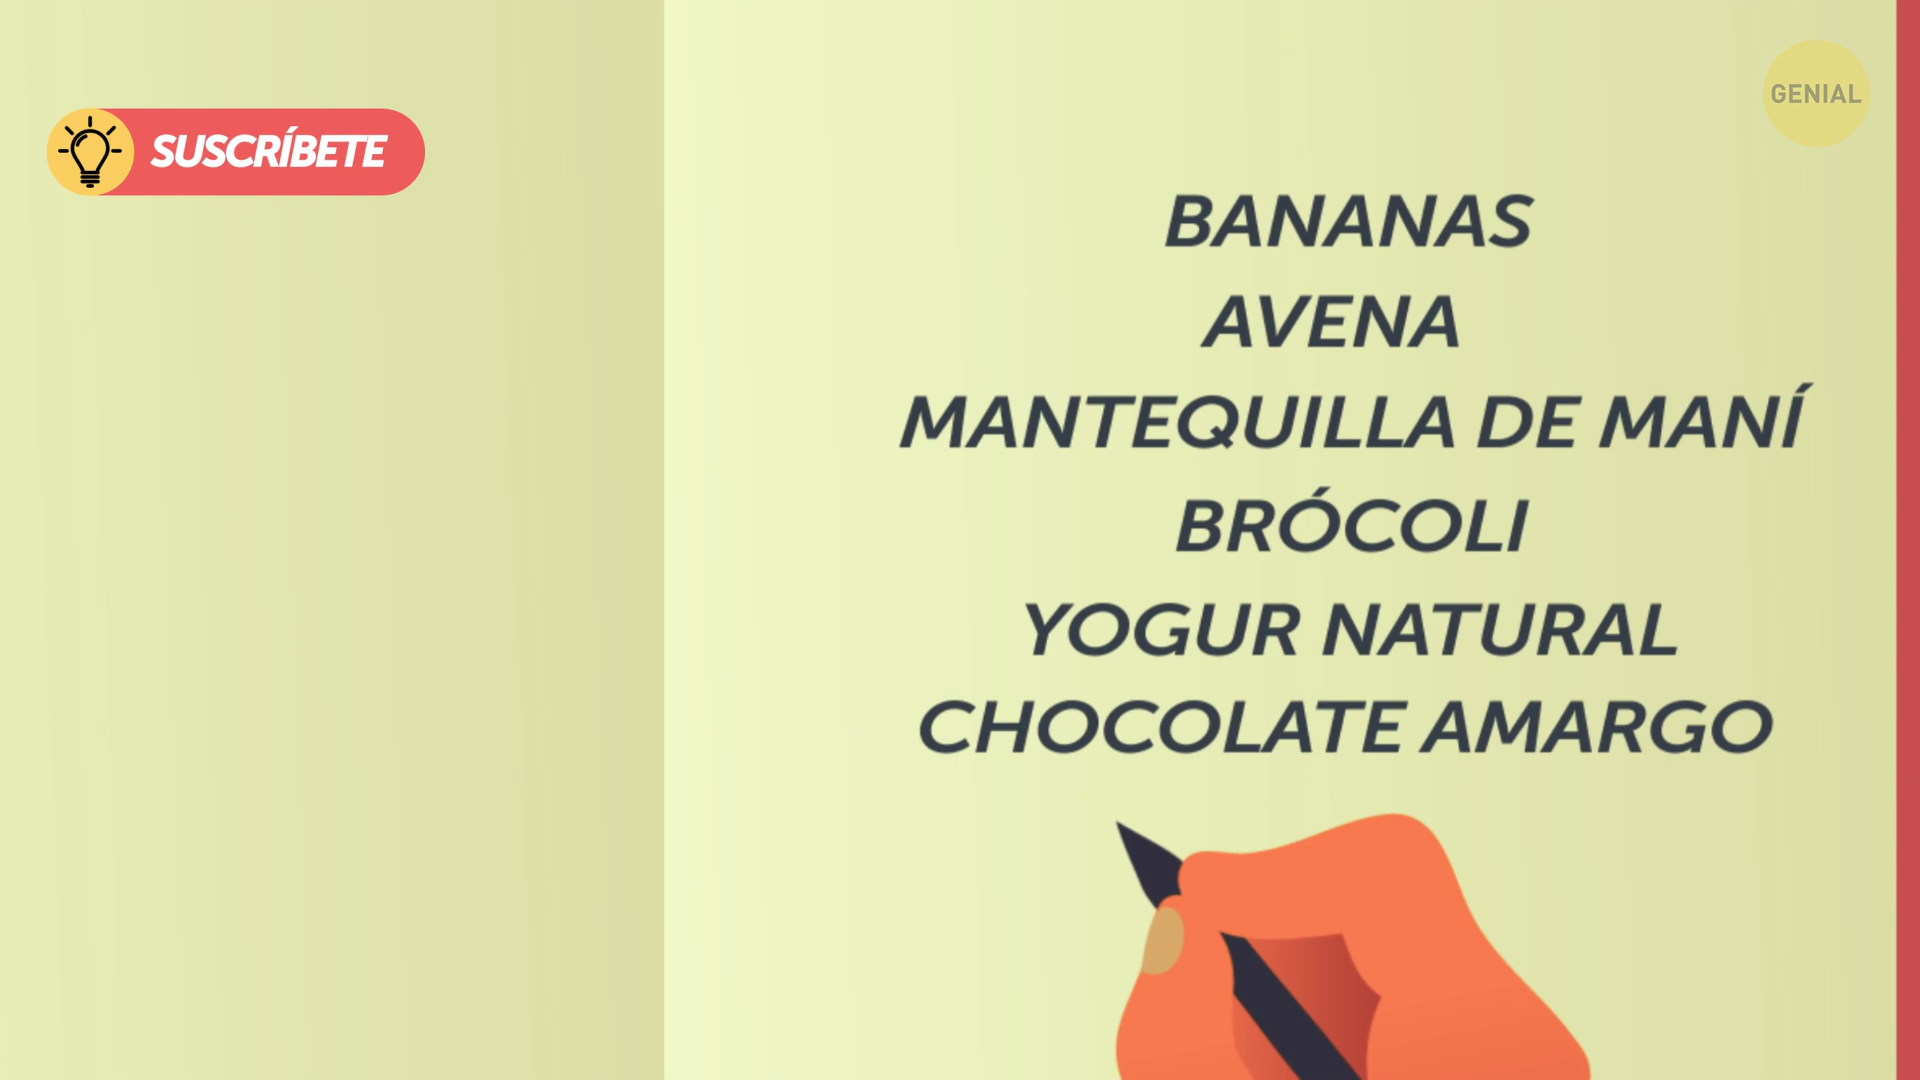 GENIAL
SUSCRÍBETE
BANANAS
AVENA
MANTEQUILLA DE MANÍ
BRÓCOLI
YOGUR NATURAL
CHOCOLATE AMARGO